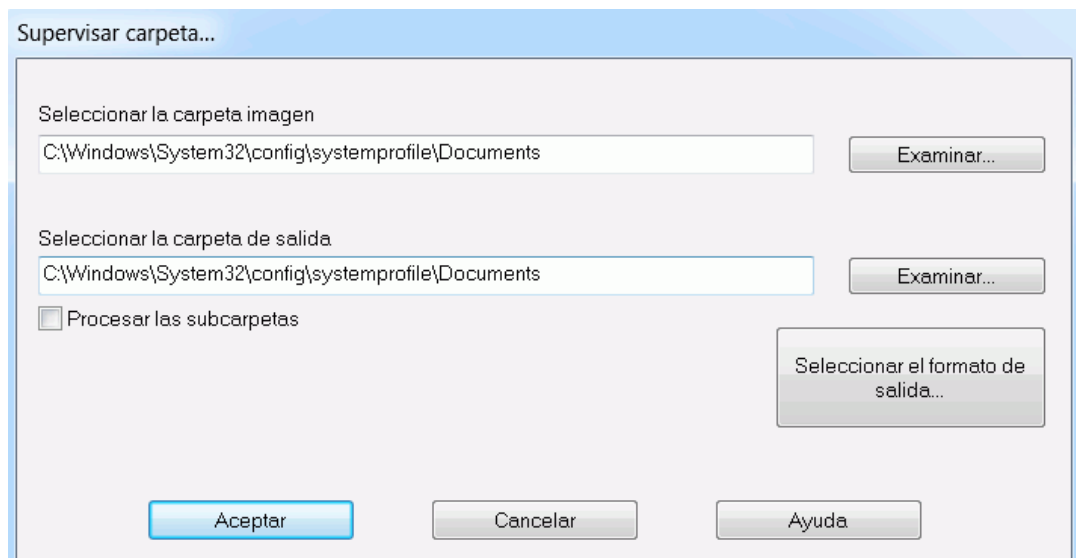 Supervisar carpeta...
Seleccionar la carpeta imagen
C:\Windows\System32\config\systemprofile\Documents
Examinar...
Seleccionar la carpeta de salida
C:\Windows\System32\config\systemprofile\Documents
Examinar...
Procesar las subcarpetas
Seleccionar el formato de
salida...
Aceptar
Cancelar
Ayuda